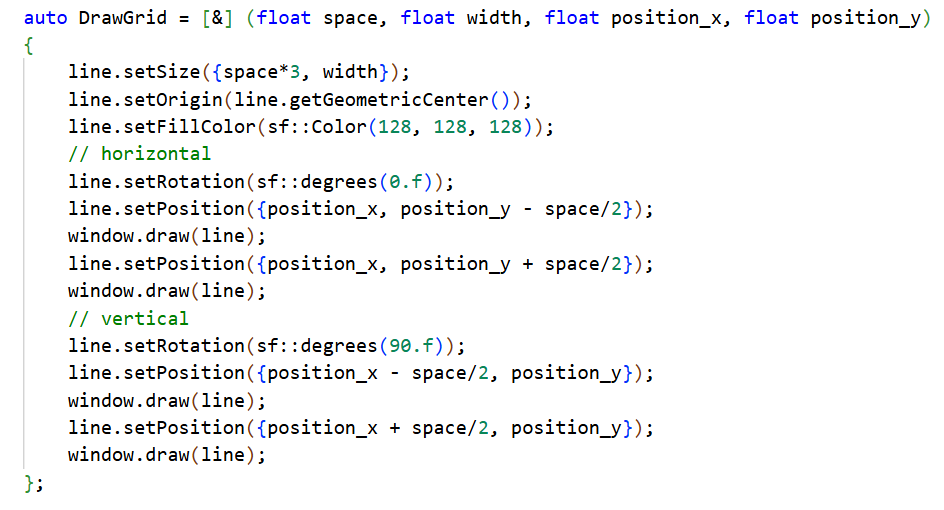 auto DrawGrid = [&] (float space, float width, float position_x, float position_y)
{
    line.setSize({space*3, width});
    line.setOrigin(line.getGeometricCenter());
    line.setFillColor(sf::Color(128, 128, 128));
    // horizontal
    line.setRotation(sf::degrees(0.f));
    line.setPosition({position_x, position_y - space/2});
    window.draw(line);
    line.setPosition({position_x, position_y + space/2});
    window.draw(line);
    // vertical
    line.setRotation(sf::degrees(90.f));
    line.setPosition({position_x - space/2, position_y});
    window.draw(line);
    line.setPosition({position_x + space/2, position_y});
    window.draw(line);
};